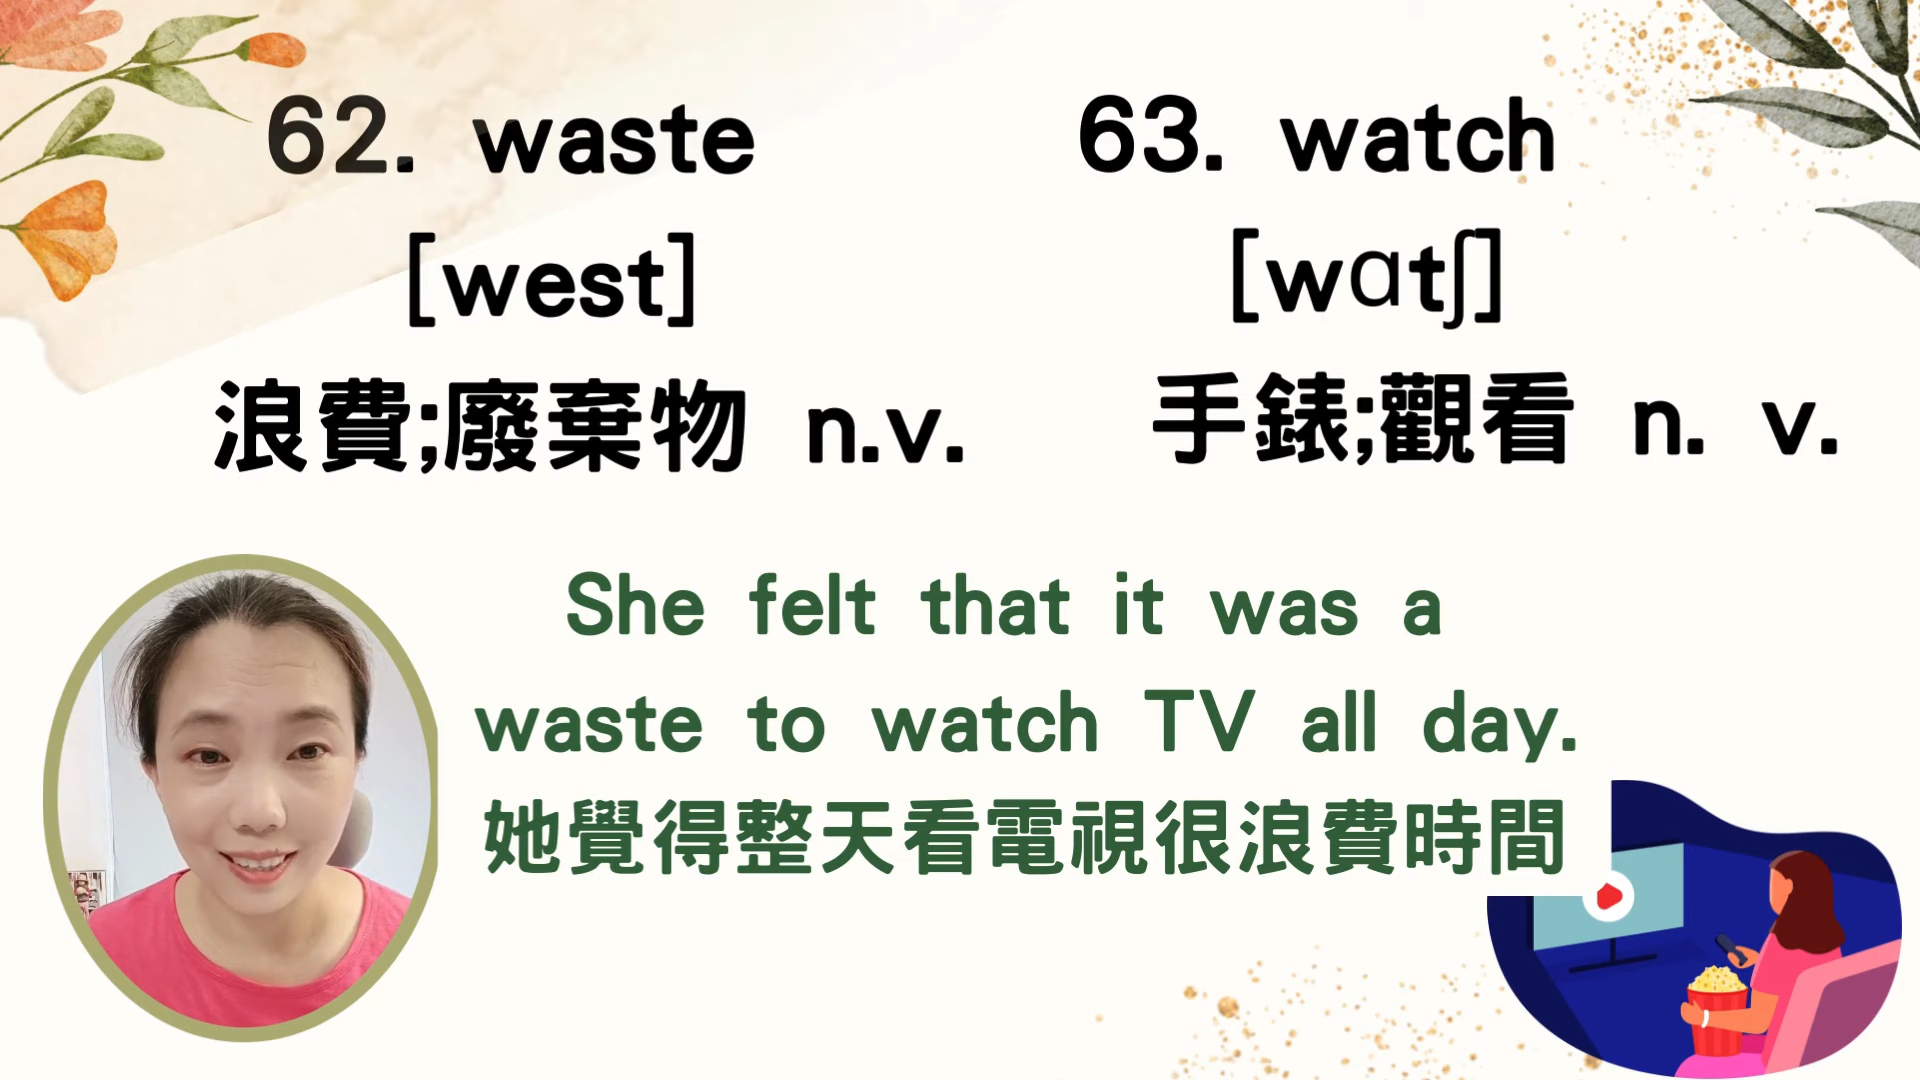 62. waste
[west]
浪費;廢棄物 n.v.
63. watch
[wɑtʃ]
手錶;觀看 n. v.
She felt that it was a
waste to watch TV all day.
她覺得整天看電視很浪費時間